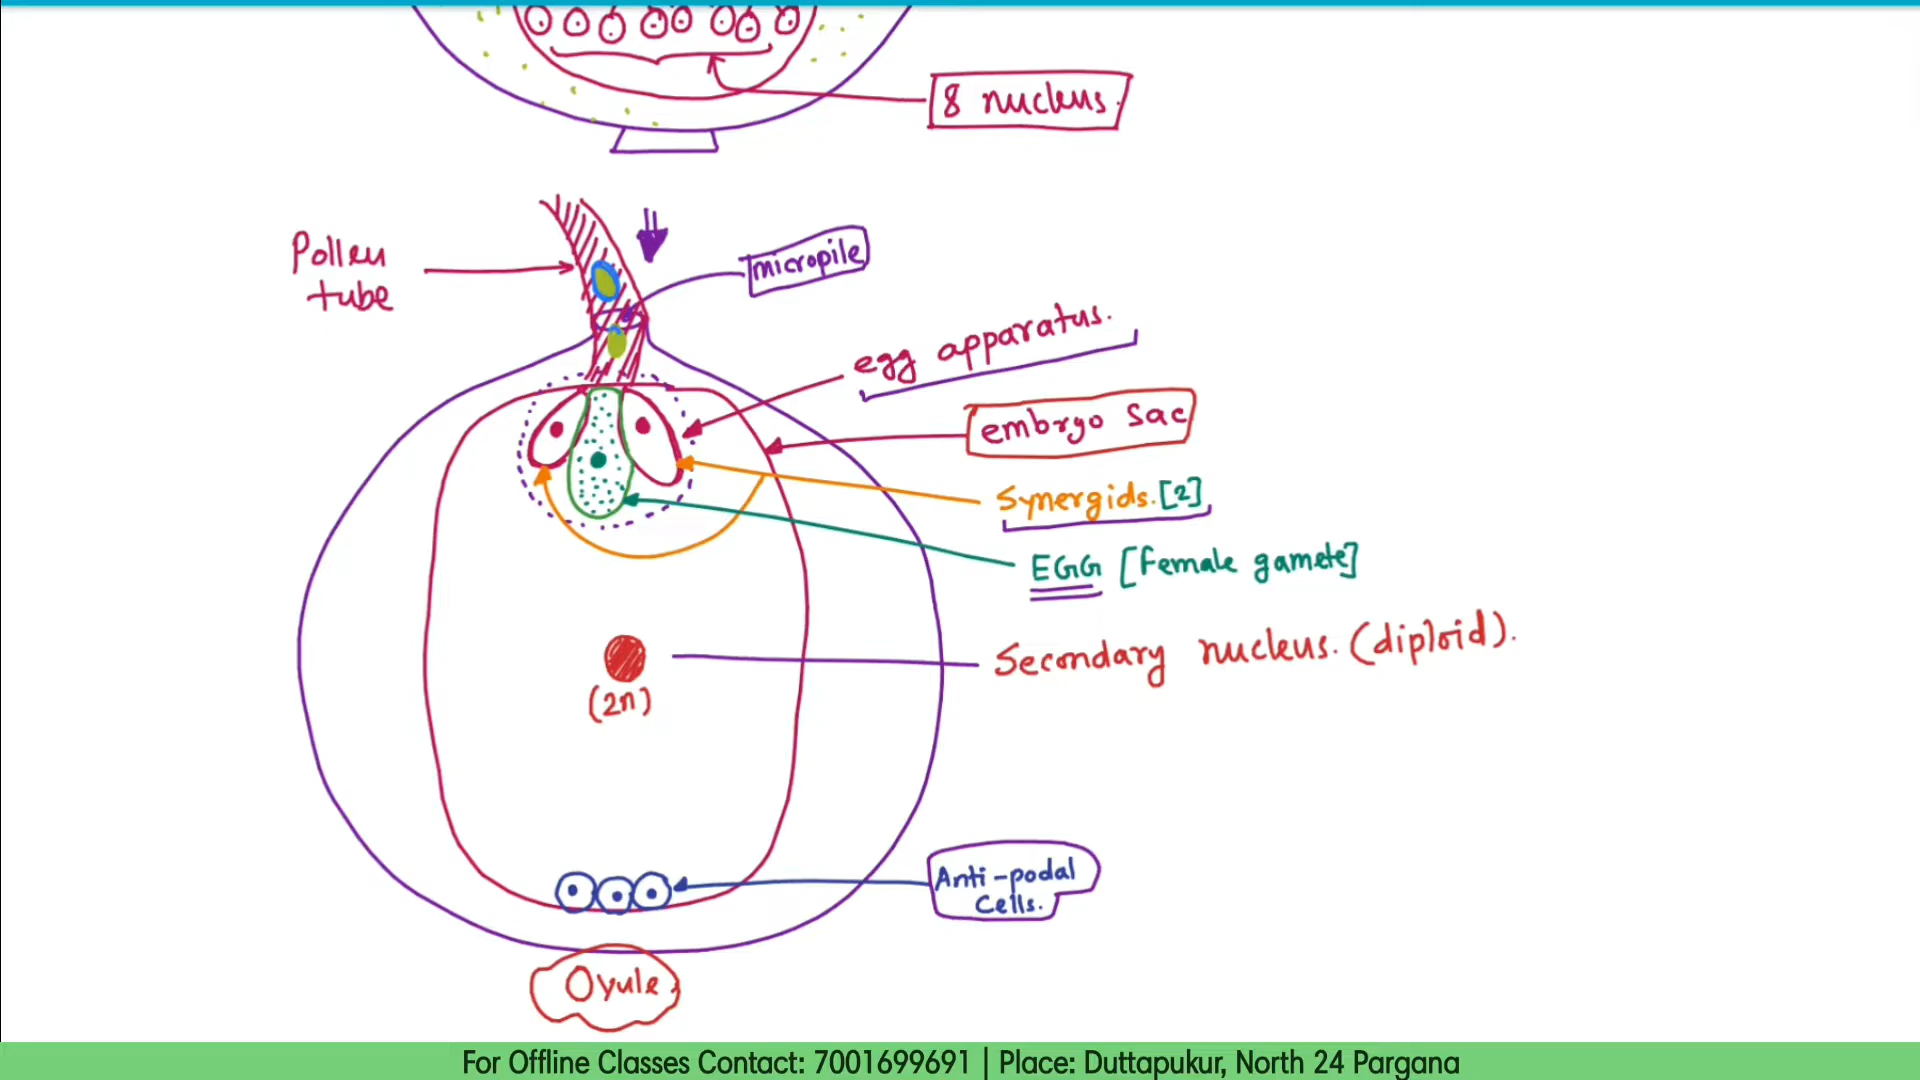 8 nucleus.
Pollen
tube
micropile
egg apparatus.
embryo sac
Synergids.[2]
EGG [female gamete]
Secondary nucleus. (diploid).
(2n)
Anti-podal
Cells.
Ovule
For Offline Classes Contact: 7001699691 | Place: Duttapukur, North 24 Pargana